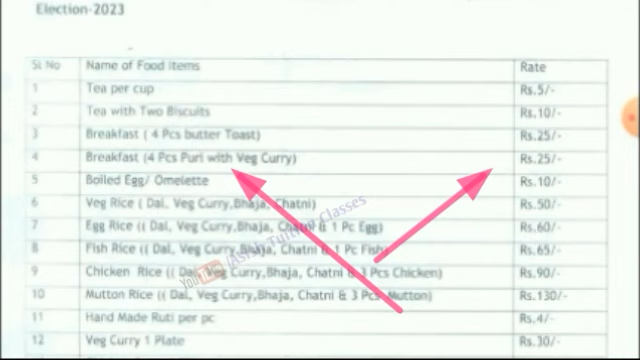 Election-2023
Sl No Name of Food Items Rate
1 Tea per cup Rs.5/-
2 Tea with Two Biscuits Rs.10/-
3 Breakfast ( 4 Pcs butter Toast) Rs.25/-
4 Breakfast (4 Pcs Puri with Veg Curry) Rs.25/-
5 Boiled Egg/ Omelette Rs.10/-
6 Veg Rice ( Dal, Veg Curry,Bhaja, Chatni) Rs.50/-
7 Egg Rice (( Dal, Veg Curry,Bhaja, Chatni & 1 Pc Egg) Rs.60/-
8 Fish Rice (( Dal, Veg Curry,Bhaja, Chatni & 1 Pc Fish) Rs.65/-
9 Chicken Rice (( Dal, Veg Curry,Bhaja, Chatni & 3 Pcs Chicken) Rs.90/-
10 Mutton Rice (( Dal, Veg Curry,Bhaja, Chatni & 3 Pcs Mutton) Rs.130/-
11 Hand Made Ruti per pc Rs.4/-
12 Veg Curry 1 Plate Rs.30/-
YouTube (Asish Tuition Classes